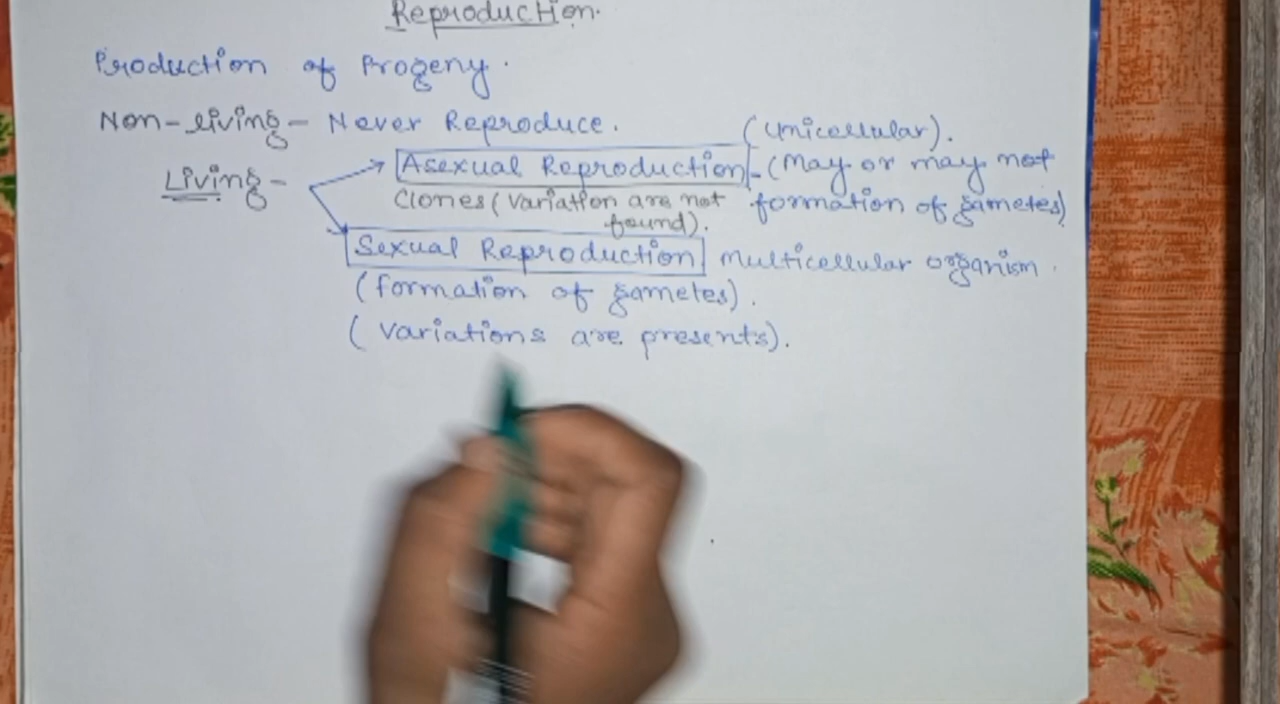 Reproduction.
Production of Progeny.
Non-living - Never Reproduce. (Unicellular).
Living - Asexual Reproduction - (May or may not
Clones (Variation are not formation of gametes)
found).
Sexual Reproduction multicellular organism.
(formation of gametes).
(Variations are presents).